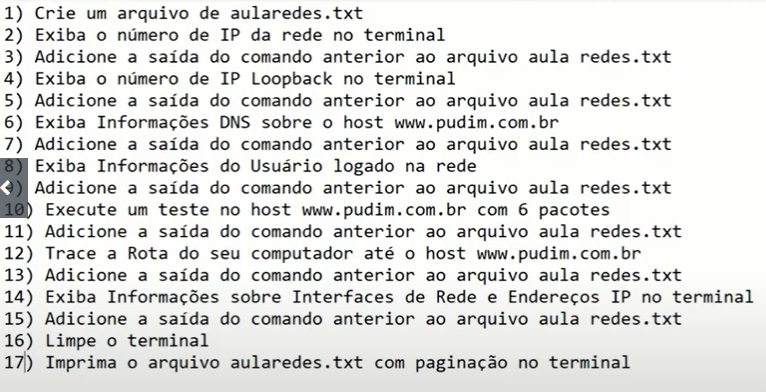 1) Crie um arquivo de aularedes.txt
2) Exiba o número de IP da rede no terminal
3) Adicione a saída do comando anterior ao arquivo aula redes.txt
4) Exiba o número de IP Loopback no terminal
5) Adicione a saída do comando anterior ao arquivo aula redes.txt
6) Exiba Informações DNS sobre o host www.pudim.com.br
7) Adicione a saída do comando anterior ao arquivo aula redes.txt
8) Exiba Informações do Usuário logado na rede
9) Adicione a saída do comando anterior ao arquivo aula redes.txt
10) Execute um teste no host www.pudim.com.br com 6 pacotes
11) Adicione a saída do comando anterior ao arquivo aula redes.txt
12) Trace a Rota do seu computador até o host www.pudim.com.br
13) Adicione a saída do comando anterior ao arquivo aula redes.txt
14) Exiba Informações sobre Interfaces de Rede e Endereços IP no terminal
15) Adicione a saída do comando anterior ao arquivo aula redes.txt
16) Limpe o terminal
17) Imprima o arquivo aularedes.txt com paginação no terminal